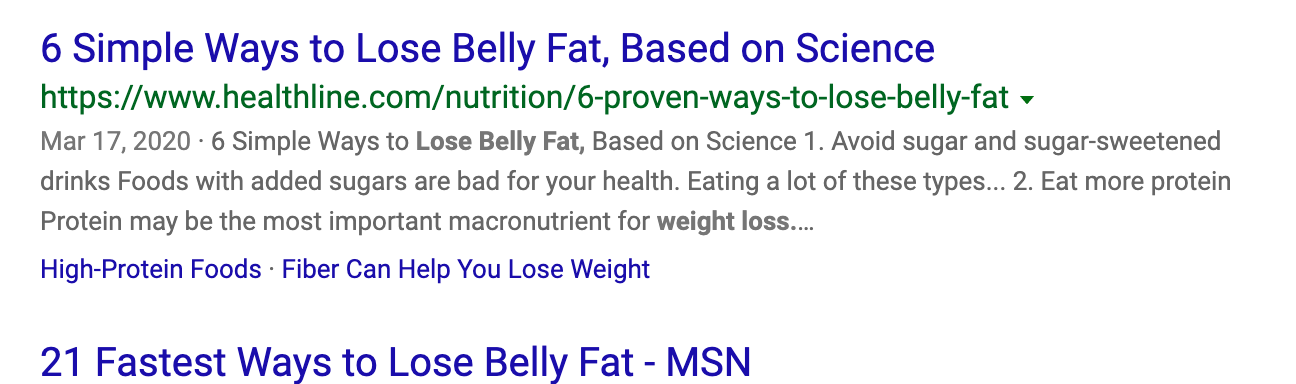 6 Simple Ways to Lose Belly Fat, Based on Science
https://www.healthline.com/nutrition/6-proven-ways-to-lose-belly-fat
Mar 17, 2020 · 6 Simple Ways to Lose Belly Fat, Based on Science 1. Avoid sugar and sugar-sweetened
drinks Foods with added sugars are bad for your health. Eating a lot of these types... 2. Eat more protein
Protein may be the most important macronutrient for weight loss.…
High-Protein Foods · Fiber Can Help You Lose Weight
21 Fastest Ways to Lose Belly Fat - MSN